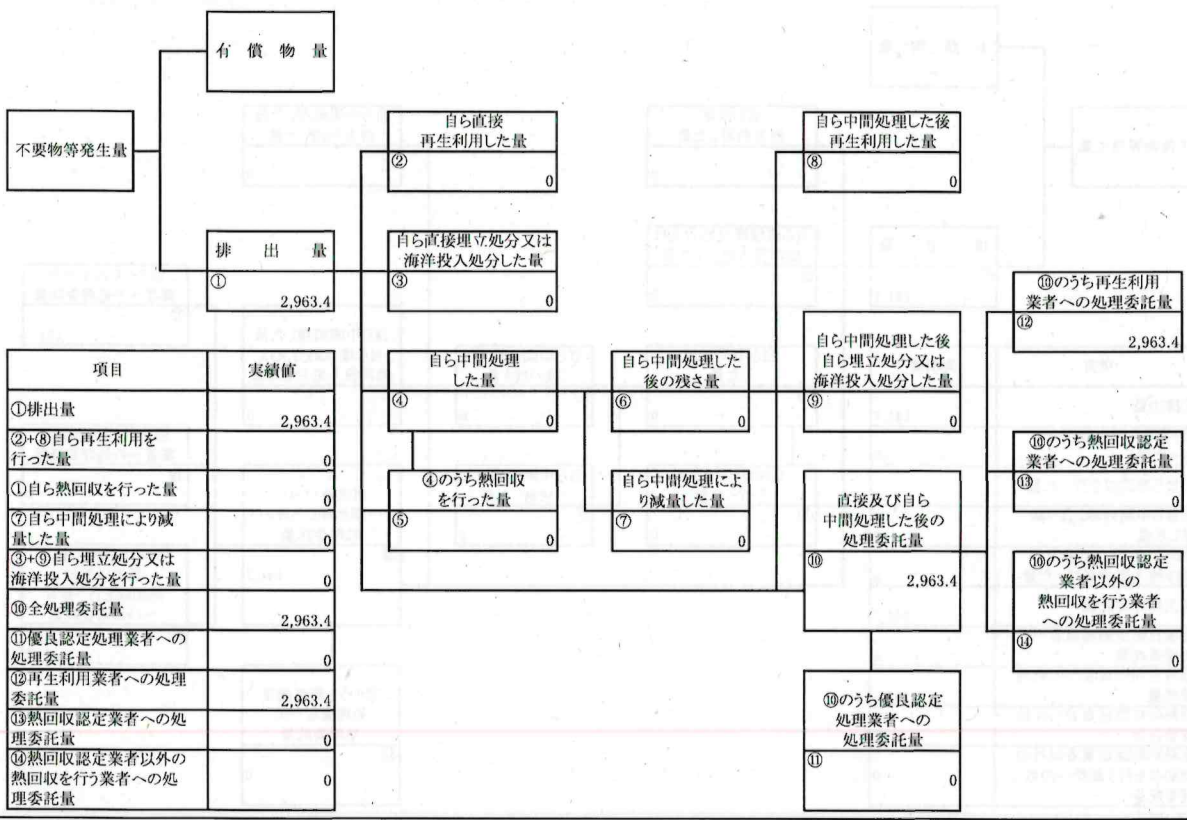 有償物量
不要物等発生量
排出量
①
2,963.4
自ら直接
再生利用した量
②
0
自ら直接埋立処分又は
海洋投入処分した量
③
0
自ら中間処理
した量
④
0
④のうち熱回収
を行った量
⑤
0
自ら中間処理した
後の残さ量
⑥
0
自ら中間処理によ
り減量した量
⑦
0
自ら中間処理した後
再生利用した量
⑧
0
自ら中間処理した後
自ら埋立処分又は
海洋投入処分した量
⑨
0
直接及び自ら
中間処理した後の
処理委託量
⑩
2,963.4
⑩のうち優良認定
処理業者への
処理委託量
⑪
0
⑩のうち再生利用
業者への処理委託量
⑫
2,963.4
⑩のうち熱回収認定
業者への処理委託量
⑬
0
⑩のうち熱回収認定
業者以外の
熱回収を行う業者
への処理委託量
⑭
0
項目 実績値
①排出量 2,963.4
②+⑧自ら再生利用を
行った量 0
①自ら熱回収を行った量 0
⑦自ら中間処理により減
量した量 0
③+⑨自ら埋立処分又は
海洋投入処分を行った量 0
⑩全処理委託量 2,963.4
⑪優良認定処理業者への
処理委託量 0
⑫再生利用業者への処理
委託量 2,963.4
⑬熱回収認定業者への処
理委託量 0
⑭熱回収認定業者以外の
熱回収を行う業者への処
理委託量 0